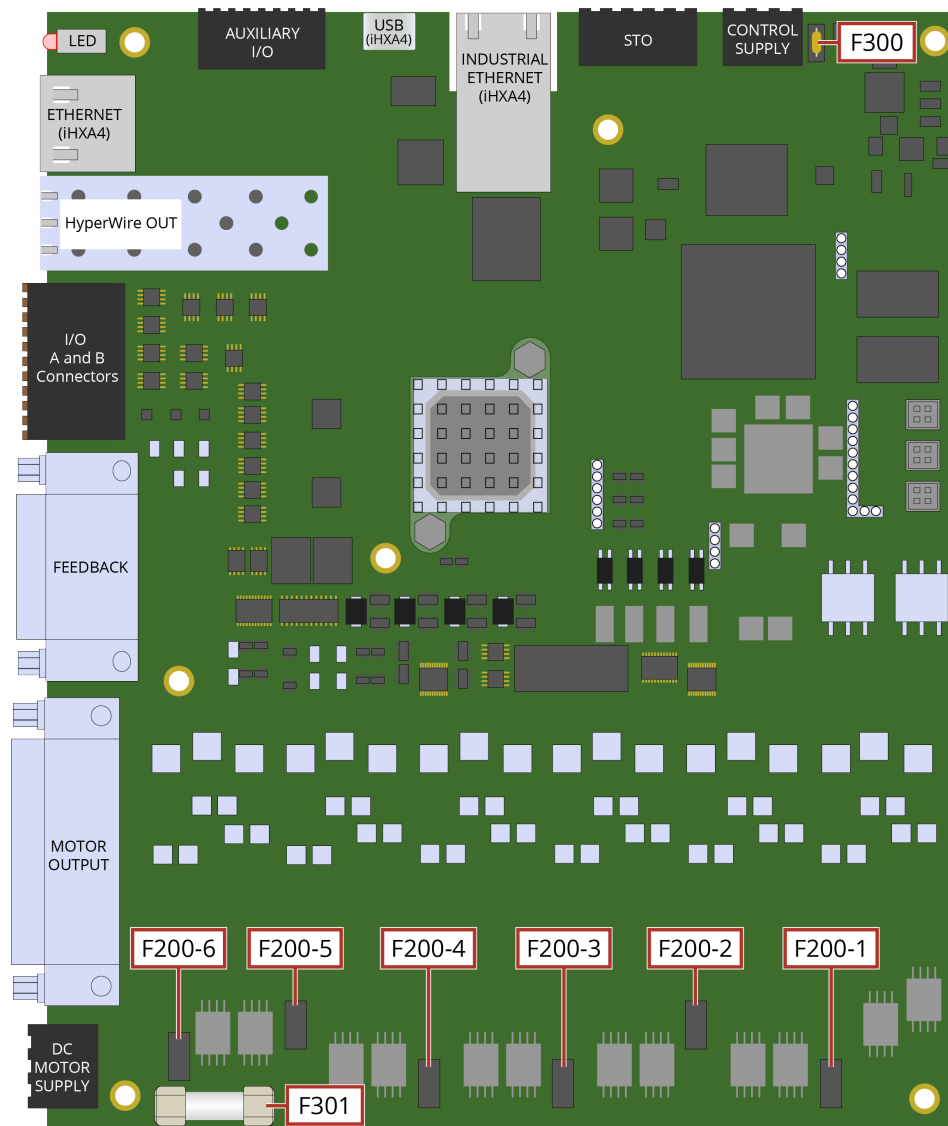 LED
AUXILIARY
I/O
USB
(iHXA4)
INDUSTRIAL
ETHERNET
(iHXA4)
STO
CONTROL
SUPPLY
F300
ETHERNET
(iHXA4)
HyperWire OUT
I/O
A and B
Connectors
FEEDBACK
MOTOR
OUTPUT
F200-6
F200-5
F200-4
F200-3
F200-2
F200-1
DC
MOTOR
SUPPLY
F301